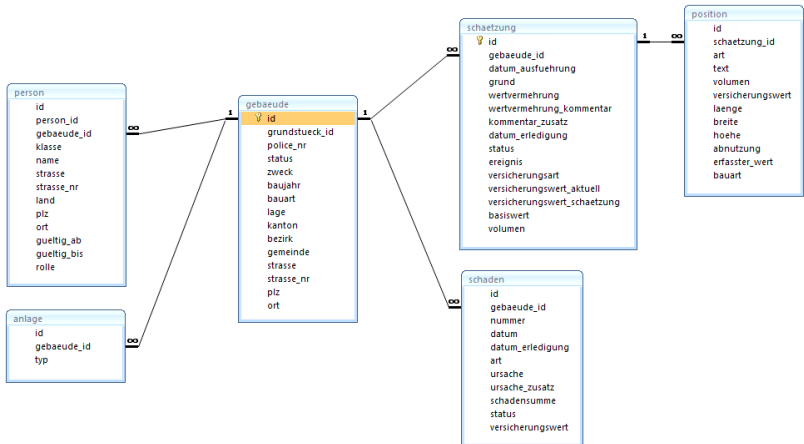 person
id
person_id
gebaeude_id
klasse
name
strasse
strasse_nr
land
plz
ort
gueltig_ab
gueltig_bis
rolle
anlage
id
gebaeude_id
typ
∞
∞
1
gebaeude
id
grundstueck_id
police_nr
status
zweck
baujahr
bauart
lage
kanton
bezirk
gemeinde
strasse
strasse_nr
plz
ort
1
∞
∞
schaetzung
id
gebaeude_id
datum_ausfuehrung
grund
wertvermehrung
wertvermehrung_kommentar
kommentar_zusatz
datum_erledigung
status
ereignis
versicherungsart
versicherungswert_aktuell
versicherungswert_schaetzung
basiswert
volumen
schaden
id
gebaeude_id
nummer
datum
datum_erledigung
art
ursache
ursache_zusatz
schadensumme
status
versicherungswert
1
∞
position
id
schaetzung_id
art
text
volumen
versicherungswert
laenge
breite
hoehe
abnutzung
erfasster_wert
bauart